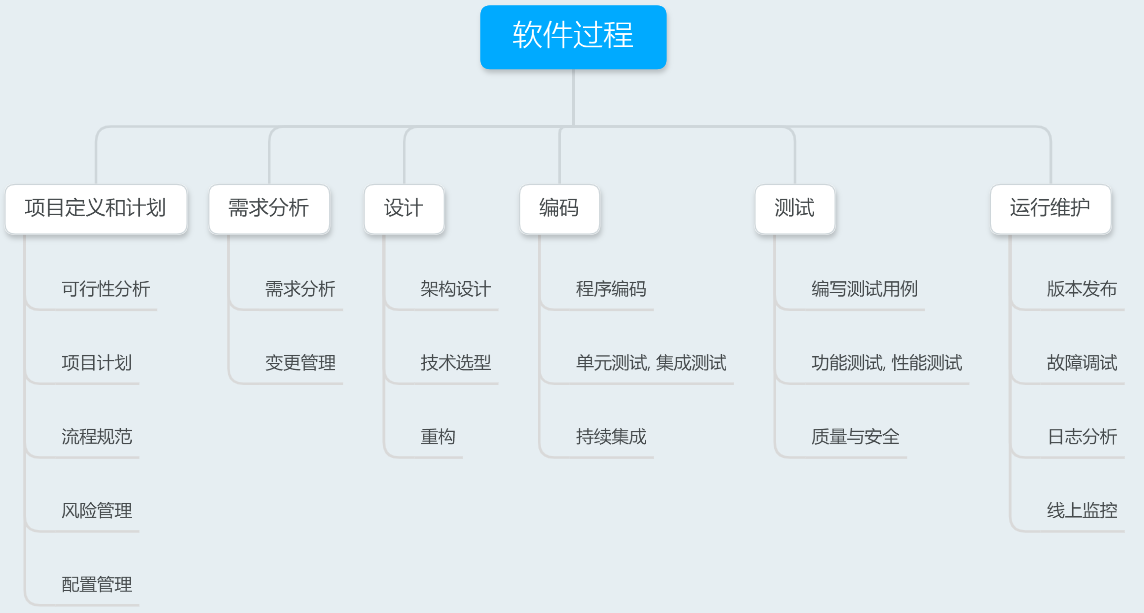 软件过程
项目定义和计划
可行性分析
项目计划
流程规范
风险管理
配置管理
需求分析
需求分析
变更管理
设计
架构设计
技术选型
重构
编码
程序编码
单元测试, 集成测试
持续集成
测试
编写测试用例
功能测试, 性能测试
质量与安全
运行维护
版本发布
故障调试
日志分析
线上监控